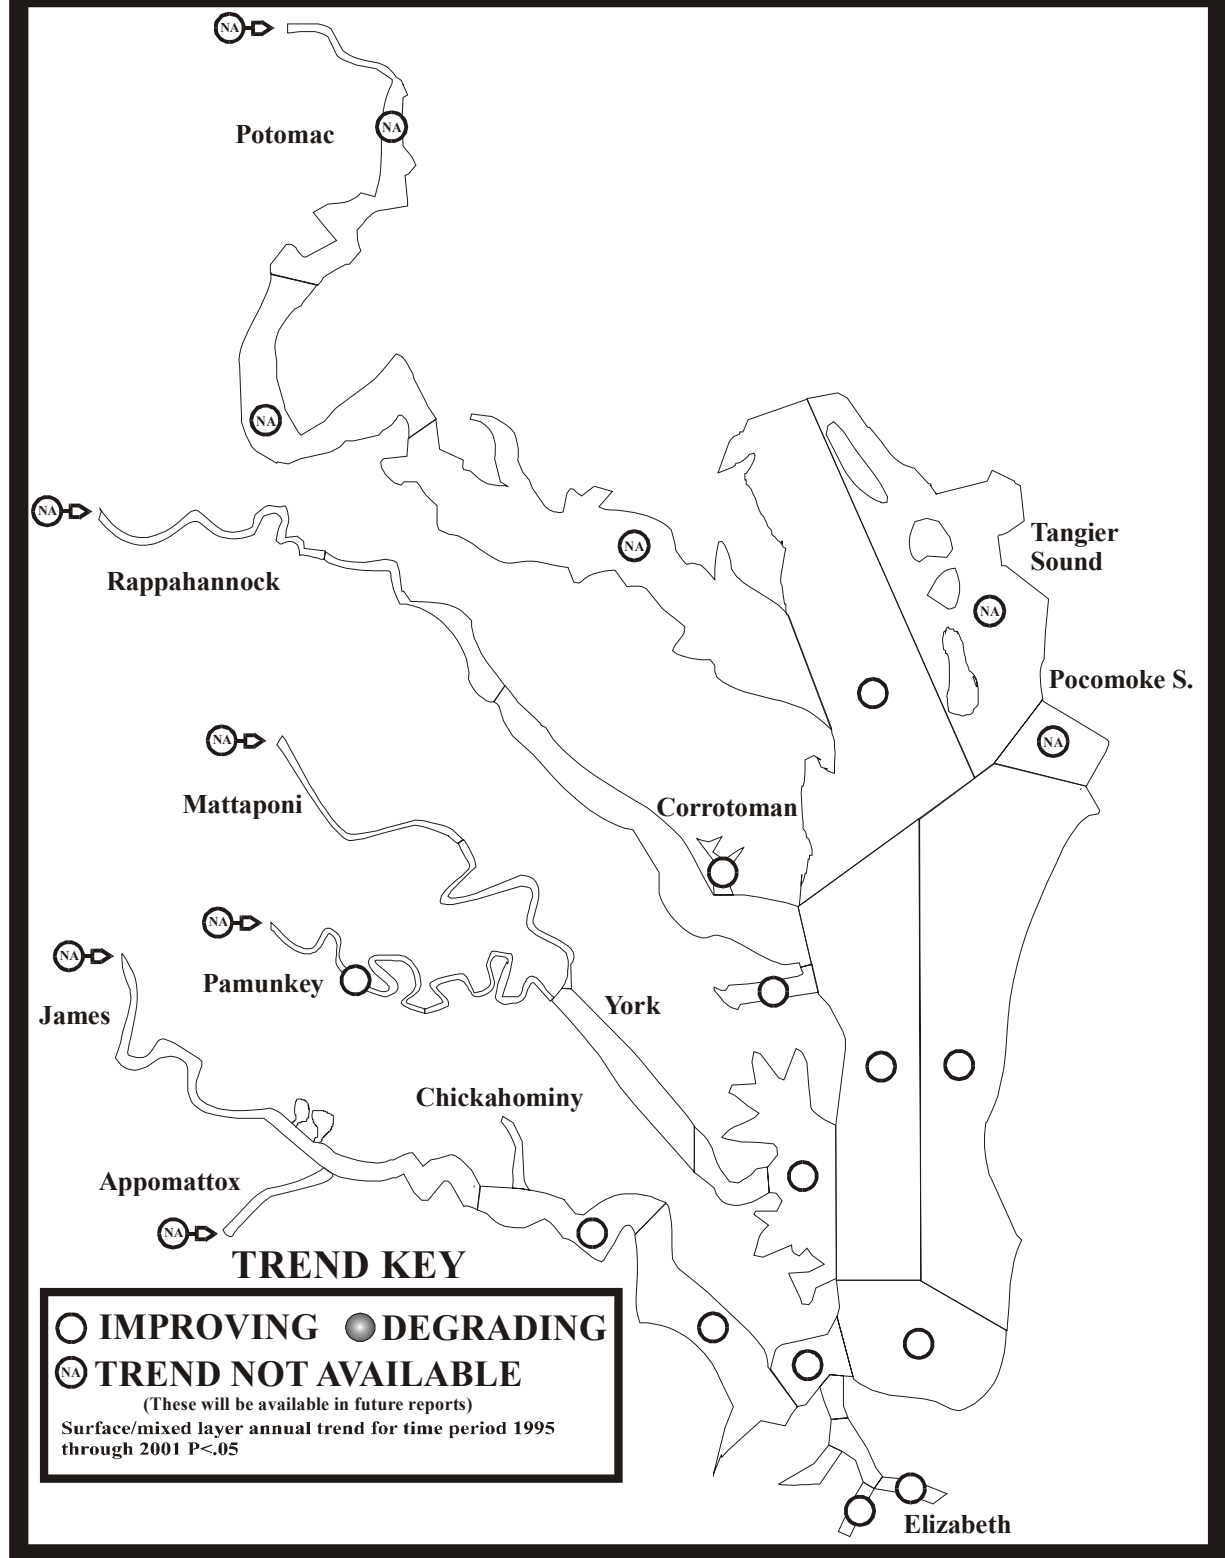 NA
NA
Potomac
NA
NA
Rappahannock
NA
Tangier
Sound
NA
Pocomoke S.
NA
NA
Mattaponi
Corrotoman
NA
Pamunkey
NA
James
York
Chickahominy
Appomattox
NA
TREND KEY
IMPROVING DEGRADING
NA TREND NOT AVAILABLE
(These will be available in future reports)
Surface/mixed layer annual trend for time period 1995
through 2001 P<.05
Elizabeth